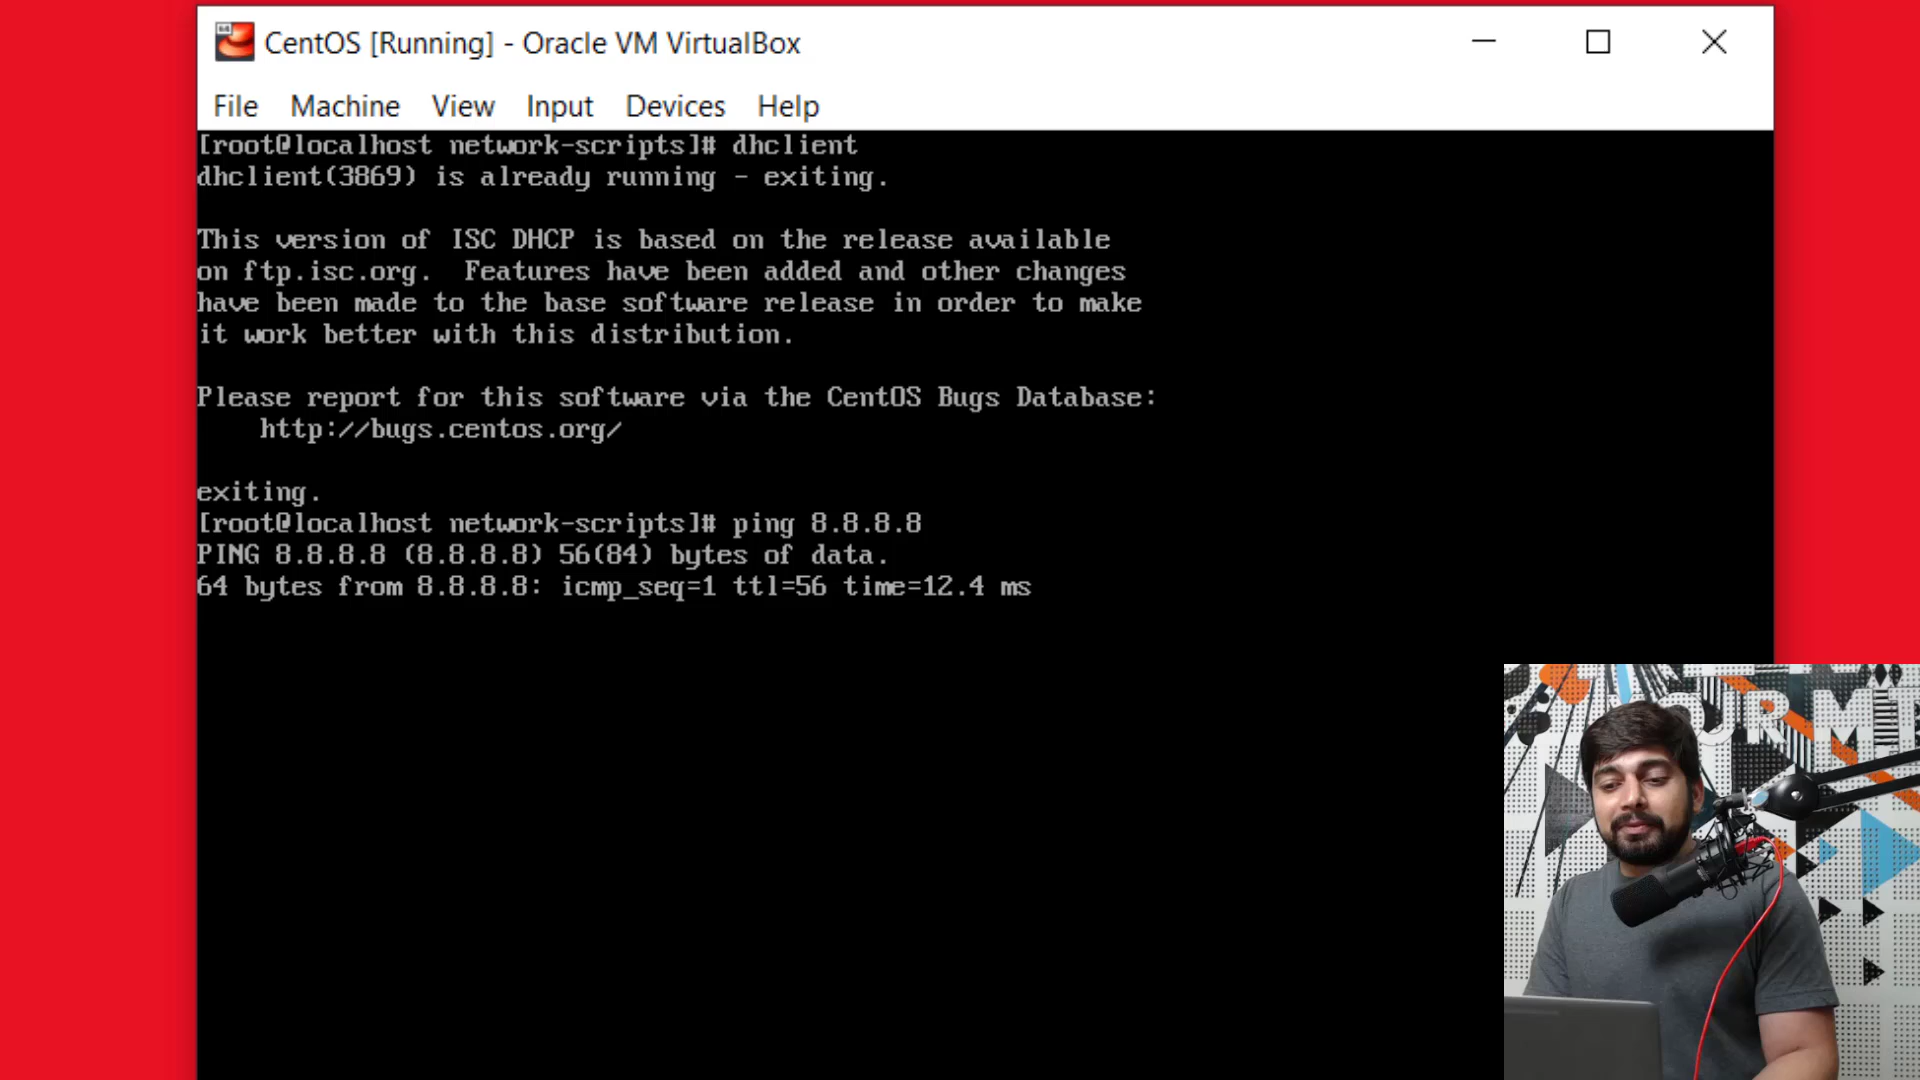 CentOS [Running] - Oracle VM VirtualBox
File Machine View Input Devices Help
[root@localhost network-scripts]# dhclient
dhclient(3869) is already running - exiting.
This version of ISC DHCP is based on the release available
on ftp.isc.org.  Features have been added and other changes
have been made to the base software release in order to make
it work better with this distribution.
Please report for this software via the CentOS Bugs Database:
    http://bugs.centos.org/
exiting.
[root@localhost network-scripts]# ping 8.8.8.8
PING 8.8.8.8 (8.8.8.8) 56(84) bytes of data.
64 bytes from 8.8.8.8: icmp_seq=1 ttl=56 time=12.4 ms